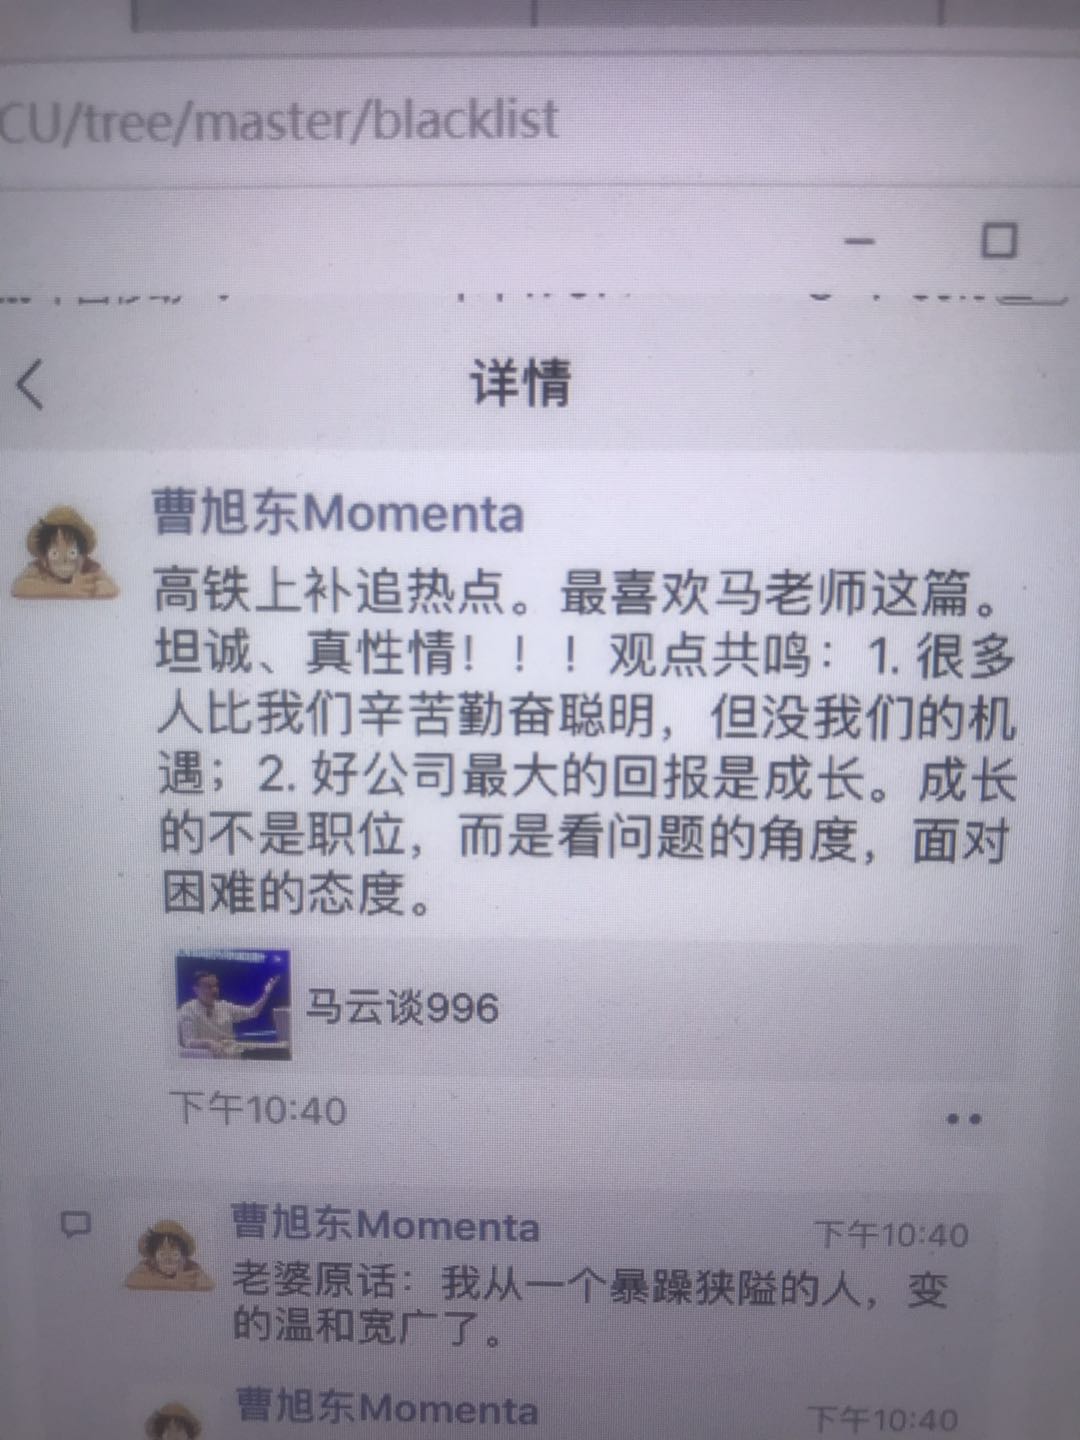 CU/tree/master/blacklist
详情
曹旭东Momenta
高铁上补追热点。最喜欢马老师这篇。
坦诚、真性情！！！观点共鸣：1. 很多
人比我们辛苦勤奋聪明，但没我们的机
遇；2. 好公司最大的回报是成长。成长
的不是职位，而是看问题的角度，面对
困难的态度。
马云谈996
下午10:40
曹旭东Momenta
下午10:40
老婆原话：我从一个暴躁狭隘的人，变
的温和宽广了。
曹旭东Momenta
下午10:40